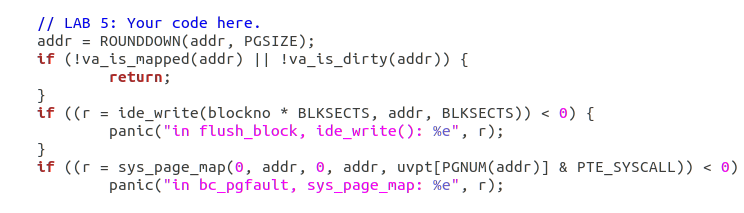 // LAB 5: Your code here.
addr = ROUNDDOWN(addr, PGSIZE);
if (!va_is_mapped(addr) || !va_is_dirty(addr)) {
return;
}
if ((r = ide_write(blockno * BLKSECTS, addr, BLKSECTS)) < 0) {
panic("in flush_block, ide_write(): %e", r);
}
if ((r = sys_page_map(0, addr, 0, addr, uvpt[PGNUM(addr)] & PTE_SYSCALL)) < 0)
panic("in bc_pgfault, sys_page_map: %e", r);